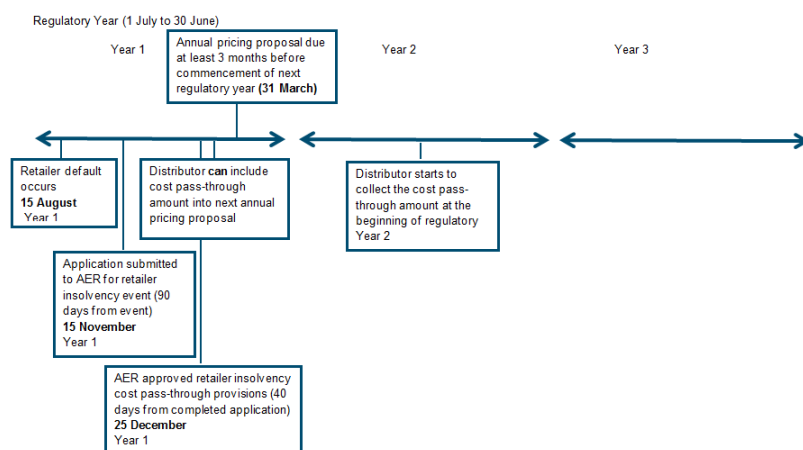 Regulatory Year (1 July to 30 June)
Year 1
Annual pricing proposal due
at least 3 months before
commencement of next
regulatory year (31 March)
Year 2
Year 3
Retailer default
occurs
15 August
Year 1
Distributor can include
cost pass-through
amount into next annual
pricing proposal
Distributor starts to
collect the cost pass-
through amount at the
beginning of regulatory
Year 2
Application submitted
to AER for retailer
insolvency event (90
days from event)
15 November
Year 1
AER approved retailer insolvency
cost pass-through provisions (40
days from completed application)
25 December
Year 1